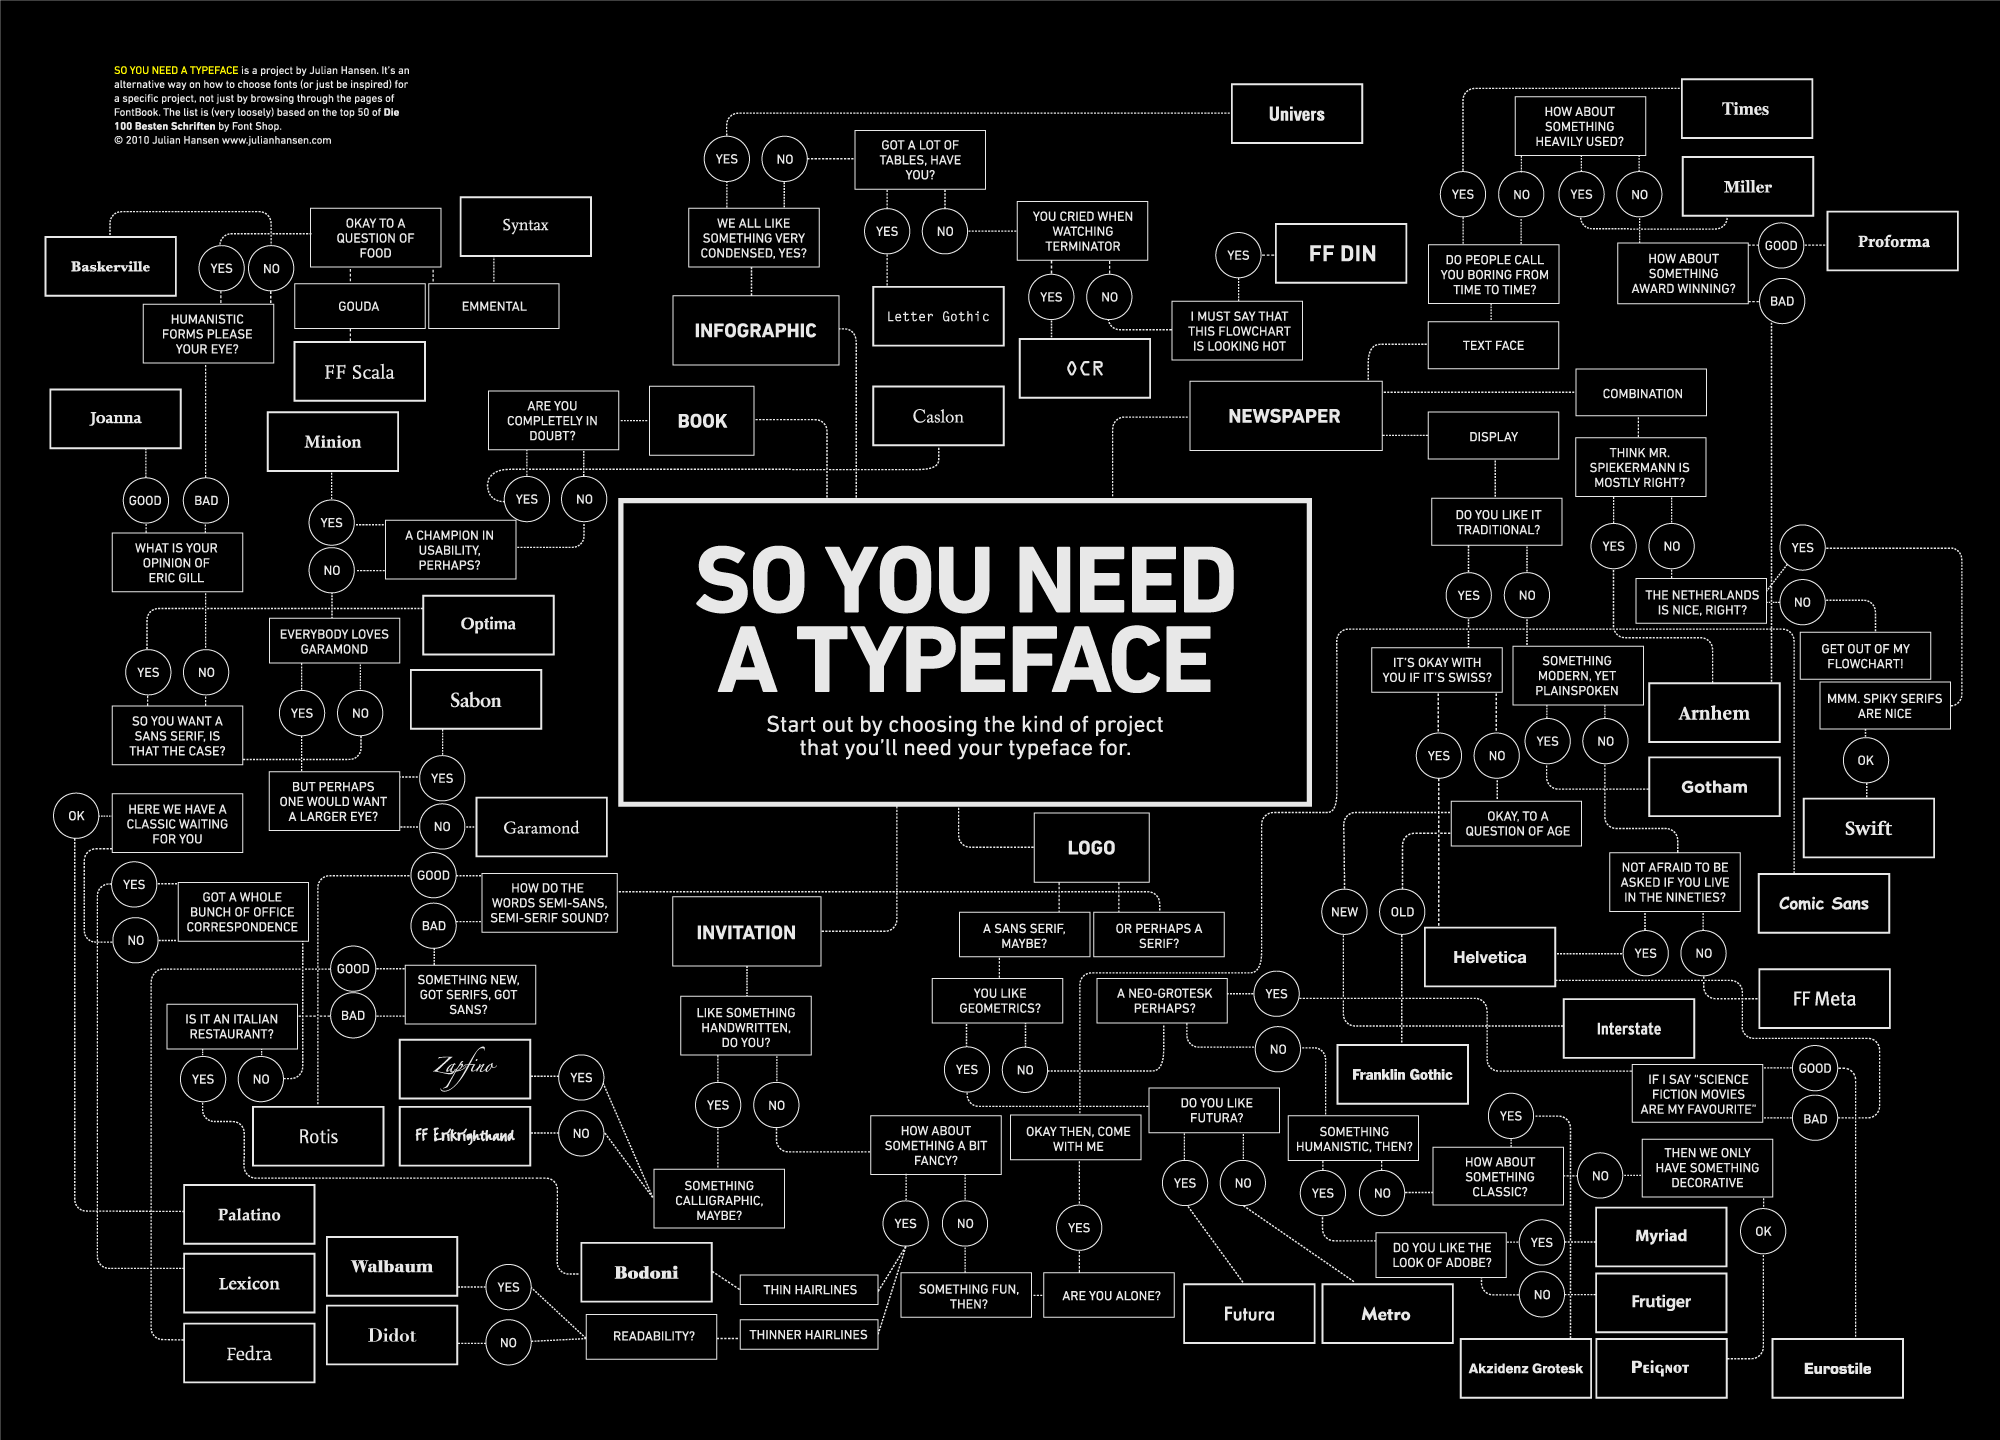 SO YOU NEED A TYPEFACE is a project by Julian Hansen. It's an
alternative way on how to choose fonts (or just be inspired) for
a specific project, not just by browsing through the pages of
FontBook. The list is (very loosely) based on the top 50 of Die
100 Besten Schriften by Font Shop.
© 2010 Julian Hansen www.julianhansen.com
SO YOU NEED
A TYPEFACE
Start out by choosing the kind of project
that you'll need your typeface for.
INFOGRAPHIC
WE ALL LIKE
SOMETHING VERY
CONDENSED, YES?
YES
NO
Univers
GOT A LOT OF
TABLES, HAVE
YOU?
YES
NO
Letter Gothic
YOU CRIED WHEN
WATCHING
TERMINATOR
YES
NO
OCR
I MUST SAY THAT
THIS FLOWCHART
IS LOOKING HOT
YES
FF DIN
BOOK
ARE YOU
COMPLETELY IN
DOUBT?
YES
NO
Caslon
A CHAMPION IN
USABILITY,
PERHAPS?
YES
NO
Minion
EVERYBODY LOVES
GARAMOND
YES
NO
BUT PERHAPS
ONE WOULD WANT
A LARGER EYE?
YES
NO
Sabon
Garamond
SO YOU WANT A
SANS SERIF, IS
THAT THE CASE?
YES
NO
Optima
WHAT IS YOUR
OPINION OF
ERIC GILL
GOOD
BAD
Joanna
HUMANISTIC
FORMS PLEASE
YOUR EYE?
YES
NO
Baskerville
OKAY TO A
QUESTION OF
FOOD
GOUDA
EMMENTAL
FF Scala
Syntax
NEWSPAPER
TEXT FACE
DO PEOPLE CALL
YOU BORING FROM
TIME TO TIME?
YES
NO
Times
HOW ABOUT
SOMETHING
HEAVILY USED?
YES
NO
Miller
HOW ABOUT
SOMETHING
AWARD WINNING?
GOOD
BAD
Proforma
COMBINATION
THINK MR.
SPIEKERMANN IS
MOSTLY RIGHT?
YES
NO
Arnhem
THE NETHERLANDS
IS NICE, RIGHT?
YES
NO
GET OUT OF MY
FLOWCHART!
MMM. SPIKY SERIFS
ARE NICE
OK
Swift
DISPLAY
DO YOU LIKE IT
TRADITIONAL?
YES
NO
IT'S OKAY WITH
YOU IF IT'S SWISS?
YES
NO
SOMETHING
MODERN, YET
PLAINSPOKEN
YES
NO
Gotham
OKAY, TO A
QUESTION OF AGE
NEW
OLD
NOT AFRAID TO BE
ASKED IF YOU LIVE
IN THE NINETIES?
YES
NO
Helvetica
FF Meta
Interstate
Franklin Gothic
Comic Sans
LOGO
A SANS SERIF,
MAYBE?
OR PERHAPS A
SERIF?
YOU LIKE
GEOMETRICS?
YES
NO
A NEO-GROTESK
PERHAPS?
YES
NO
IF I SAY "SCIENCE
FICTION MOVIES
ARE MY FAVOURITE"
GOOD
BAD
DO YOU LIKE
FUTURA?
YES
NO
Futura
Metro
SOMETHING
HUMANISTIC, THEN?
YES
NO
HOW ABOUT
SOMETHING
CLASSIC?
YES
NO
THEN WE ONLY
HAVE SOMETHING
DECORATIVE
OK
DO YOU LIKE THE
LOOK OF ADOBE?
YES
NO
Myriad
Frutiger
Akzidenz Grotesk
Peignot
Eurostile
INVITATION
LIKE SOMETHING
HANDWRITTEN,
DO YOU?
YES
NO
SOMETHING
CALLIGRAPHIC,
MAYBE?
YES
NO
Zapfino
FF Erikrighthand
HOW ABOUT
SOMETHING A BIT
FANCY?
YES
NO
SOMETHING FUN,
THEN?
ARE YOU ALONE?
YES
OKAY THEN, COME
WITH ME
THIN HAIRLINES
THINNER HAIRLINES
Bodoni
READABILITY?
YES
NO
Walbaum
Didot
HOW DO THE
WORDS SEMI-SANS,
SEMI-SERIF SOUND?
GOOD
BAD
SOMETHING NEW,
GOT SERIFS, GOT
SANS?
GOOD
BAD
IS IT AN ITALIAN
RESTAURANT?
YES
NO
Rotis
GOT A WHOLE
BUNCH OF OFFICE
CORRESPONDENCE
YES
NO
HERE WE HAVE A
CLASSIC WAITING
FOR YOU
OK
Palatino
Lexicon
Fedra